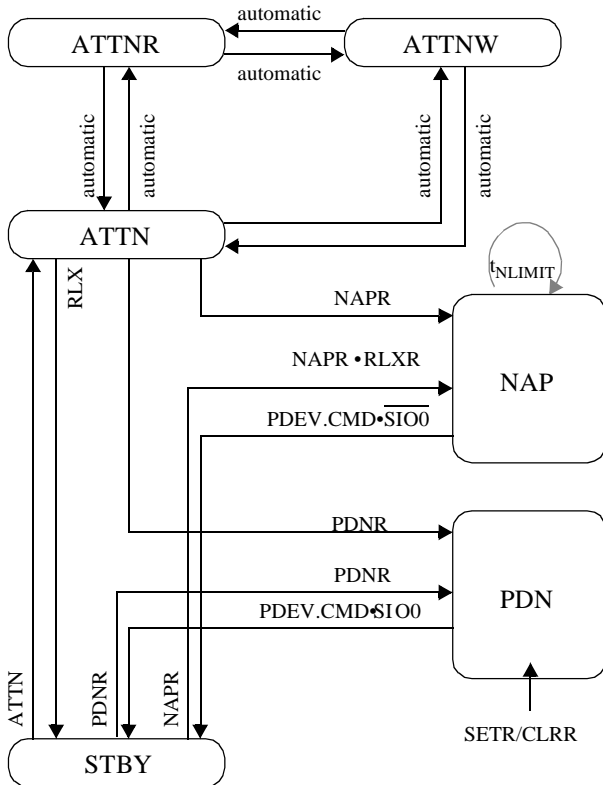 automatic
ATTNR
ATTNW
automatic
automatic
automatic
automatic
automatic
ATTN
RLX
tNLIMIT
NAPR
NAPR •RLXR
NAP
PDEV.CMD•S̅I̅O̅0̅
PDNR
PDNR
PDN
PDEV.CMD•SIO0
ATTN
PDNR
NAPR
SETR/CLRR
STBY